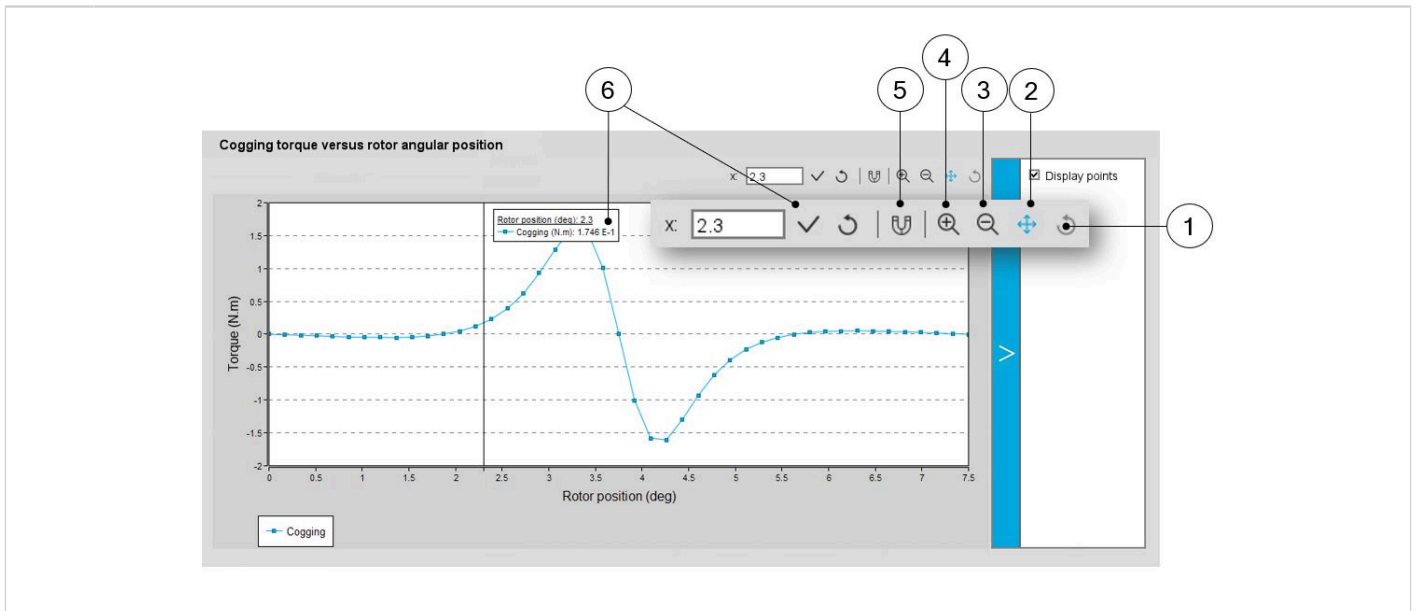 4
6
5
3
2
Cogging torque versus rotor angular position
x: 2.3
Display points
x: 2.3
1
Rotor position (deg): 2.3
Cogging (N.m): 1.746 E-1
2
1.5
1
0.5
0
-0.5
-1
-1.5
-2
Torque (N.m)
>
0 0.5 1 1.5 2 2.5 3 3.5 4 4.5 5 5.5 6 6.5 7 7.5
Rotor position (deg)
Cogging